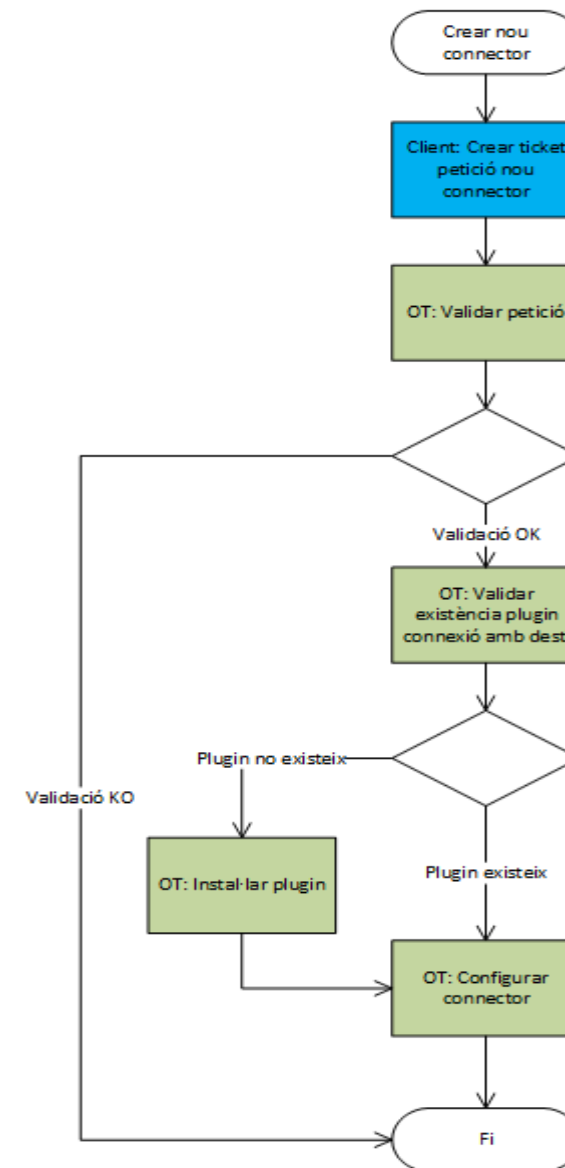 Crear nou
connector
Client: Crear ticket
petició nou
connector
OT: Validar petició
Validació OK
OT: Validar
existència plugin
connexió amb dest
Plugin no existeix
Validació KO
Plugin existeix
OT: Instal·lar plugin
OT: Configurar
connector
Fi